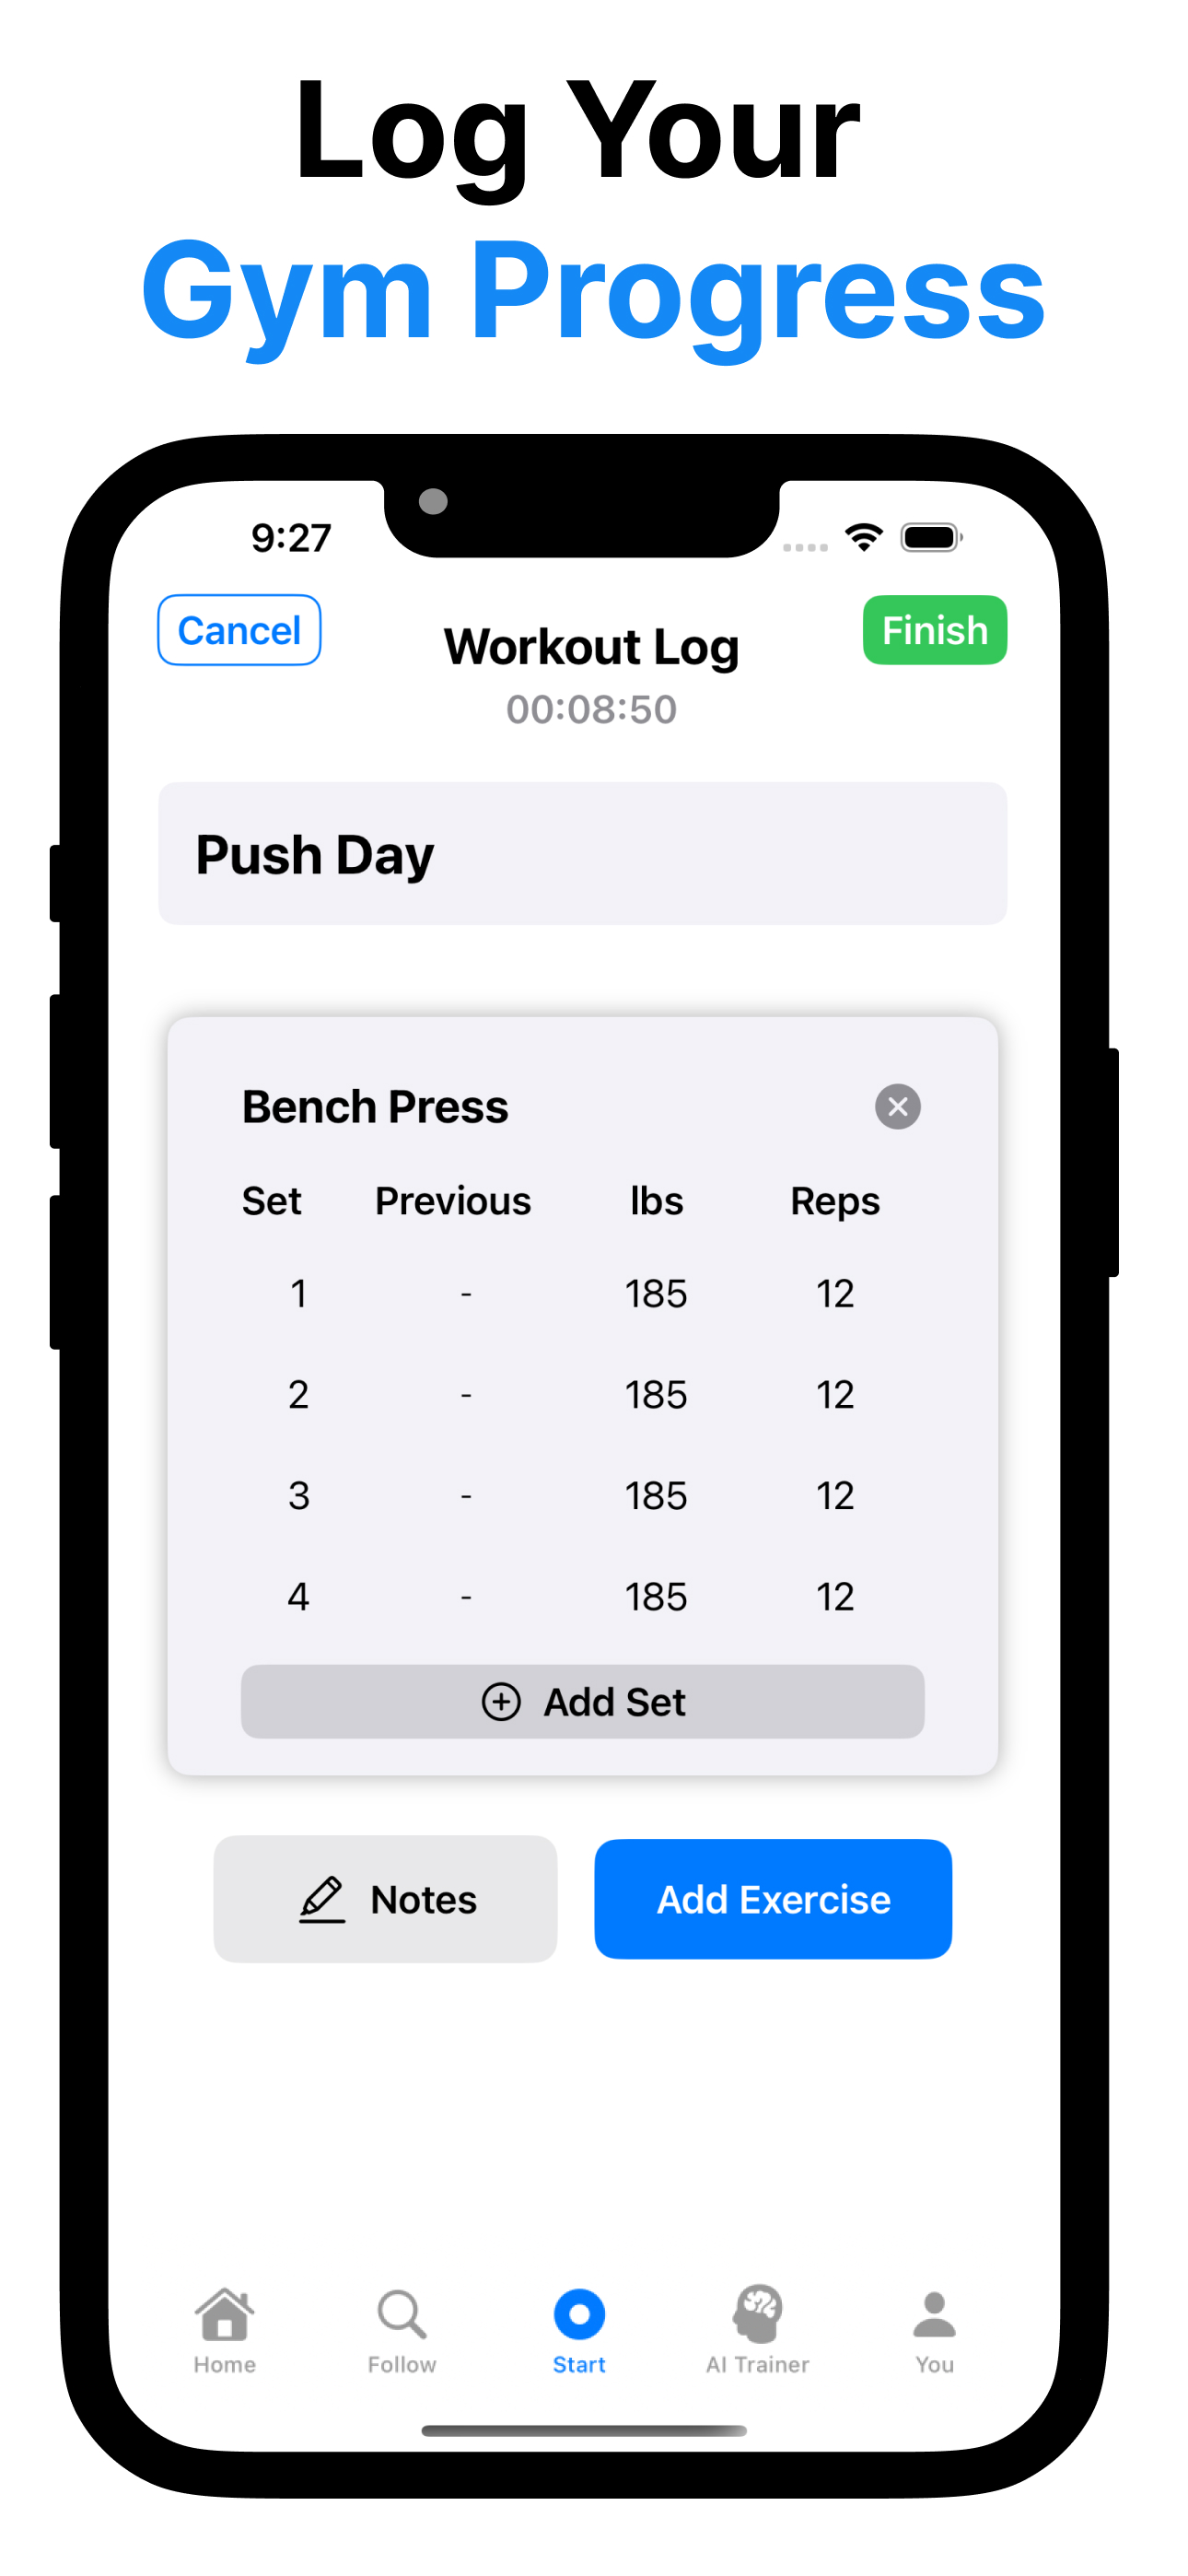 Log Your
Gym Progress
9:27
Cancel
Workout Log
Finish
00:08:50
Push Day
Bench Press
Set Previous lbs Reps
1 - 185 12
2 - 185 12
3 - 185 12
4 - 185 12
Add Set
Notes
Add Exercise
Home Follow Start AI Trainer You